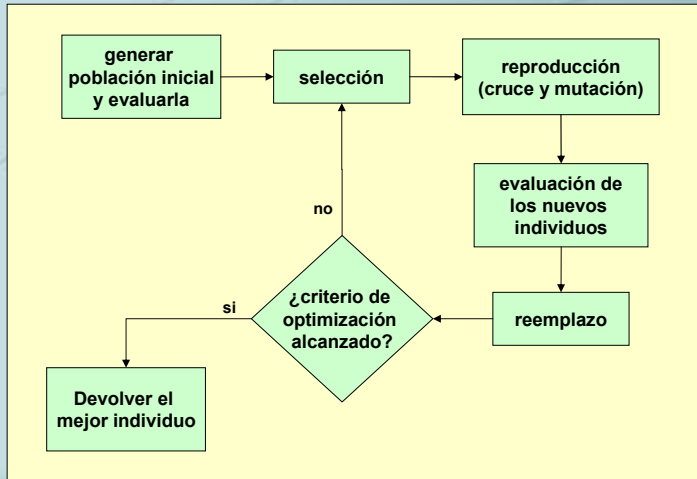 generar
población inicial
y evaluarla
selección
reproducción
(cruce y mutación)
evaluación de
los nuevos
individuos
reemplazo
¿criterio de
optimización
alcanzado?
no
si
Devolver el
mejor individuo